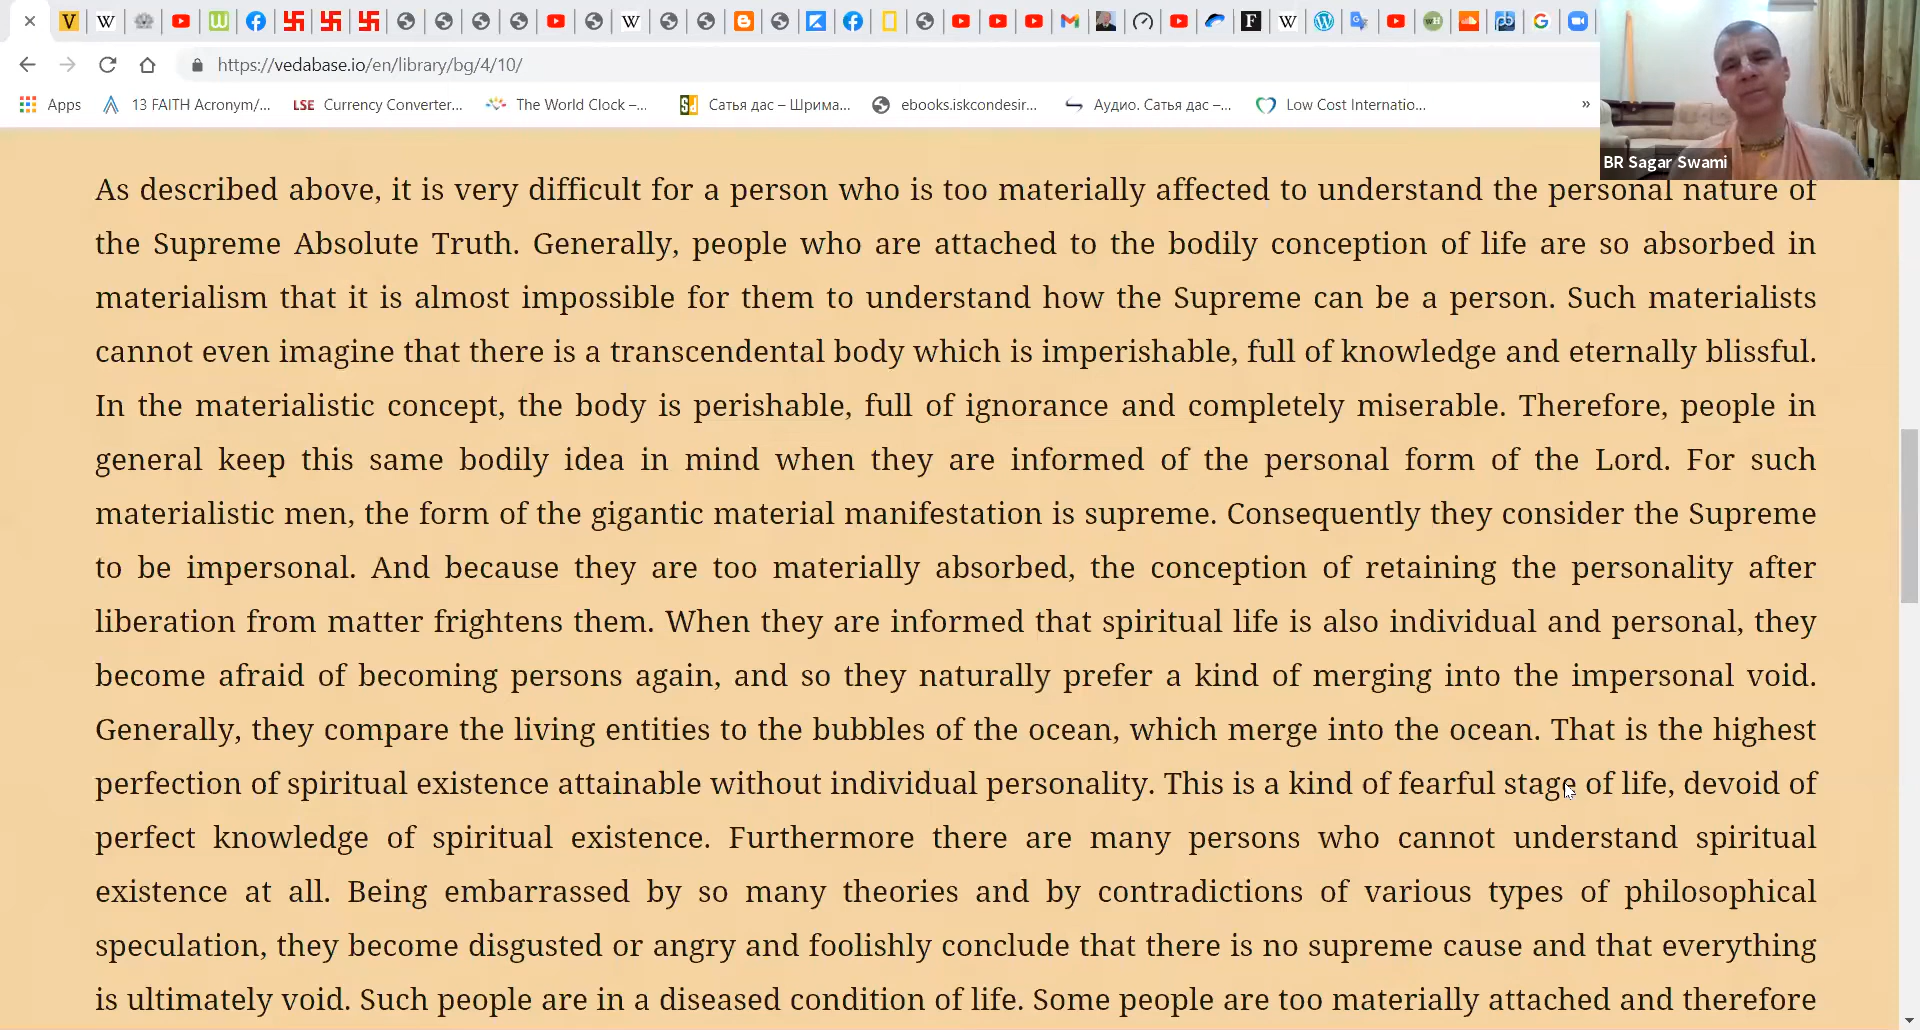 https://vedabase.io/en/library/bg/4/10/
Apps 13 FAITH Acronym/... LSE Currency Converter... The World Clock –... Сатья дас – Шрима... ebooks.iskcondesir... Аудио. Сатья дас –... Low Cost Internatio... »
BR Sagar Swami
As described above, it is very difficult for a person who is too materially affected to understand the personal nature of
the Supreme Absolute Truth. Generally, people who are attached to the bodily conception of life are so absorbed in
materialism that it is almost impossible for them to understand how the Supreme can be a person. Such materialists
cannot even imagine that there is a transcendental body which is imperishable, full of knowledge and eternally blissful.
In the materialistic concept, the body is perishable, full of ignorance and completely miserable. Therefore, people in
general keep this same bodily idea in mind when they are informed of the personal form of the Lord. For such
materialistic men, the form of the gigantic material manifestation is supreme. Consequently they consider the Supreme
to be impersonal. And because they are too materially absorbed, the conception of retaining the personality after
liberation from matter frightens them. When they are informed that spiritual life is also individual and personal, they
become afraid of becoming persons again, and so they naturally prefer a kind of merging into the impersonal void.
Generally, they compare the living entities to the bubbles of the ocean, which merge into the ocean. That is the highest
perfection of spiritual existence attainable without individual personality. This is a kind of fearful stage of life, devoid of
perfect knowledge of spiritual existence. Furthermore there are many persons who cannot understand spiritual
existence at all. Being embarrassed by so many theories and by contradictions of various types of philosophical
speculation, they become disgusted or angry and foolishly conclude that there is no supreme cause and that everything
is ultimately void. Such people are in a diseased condition of life. Some people are too materially attached and therefore